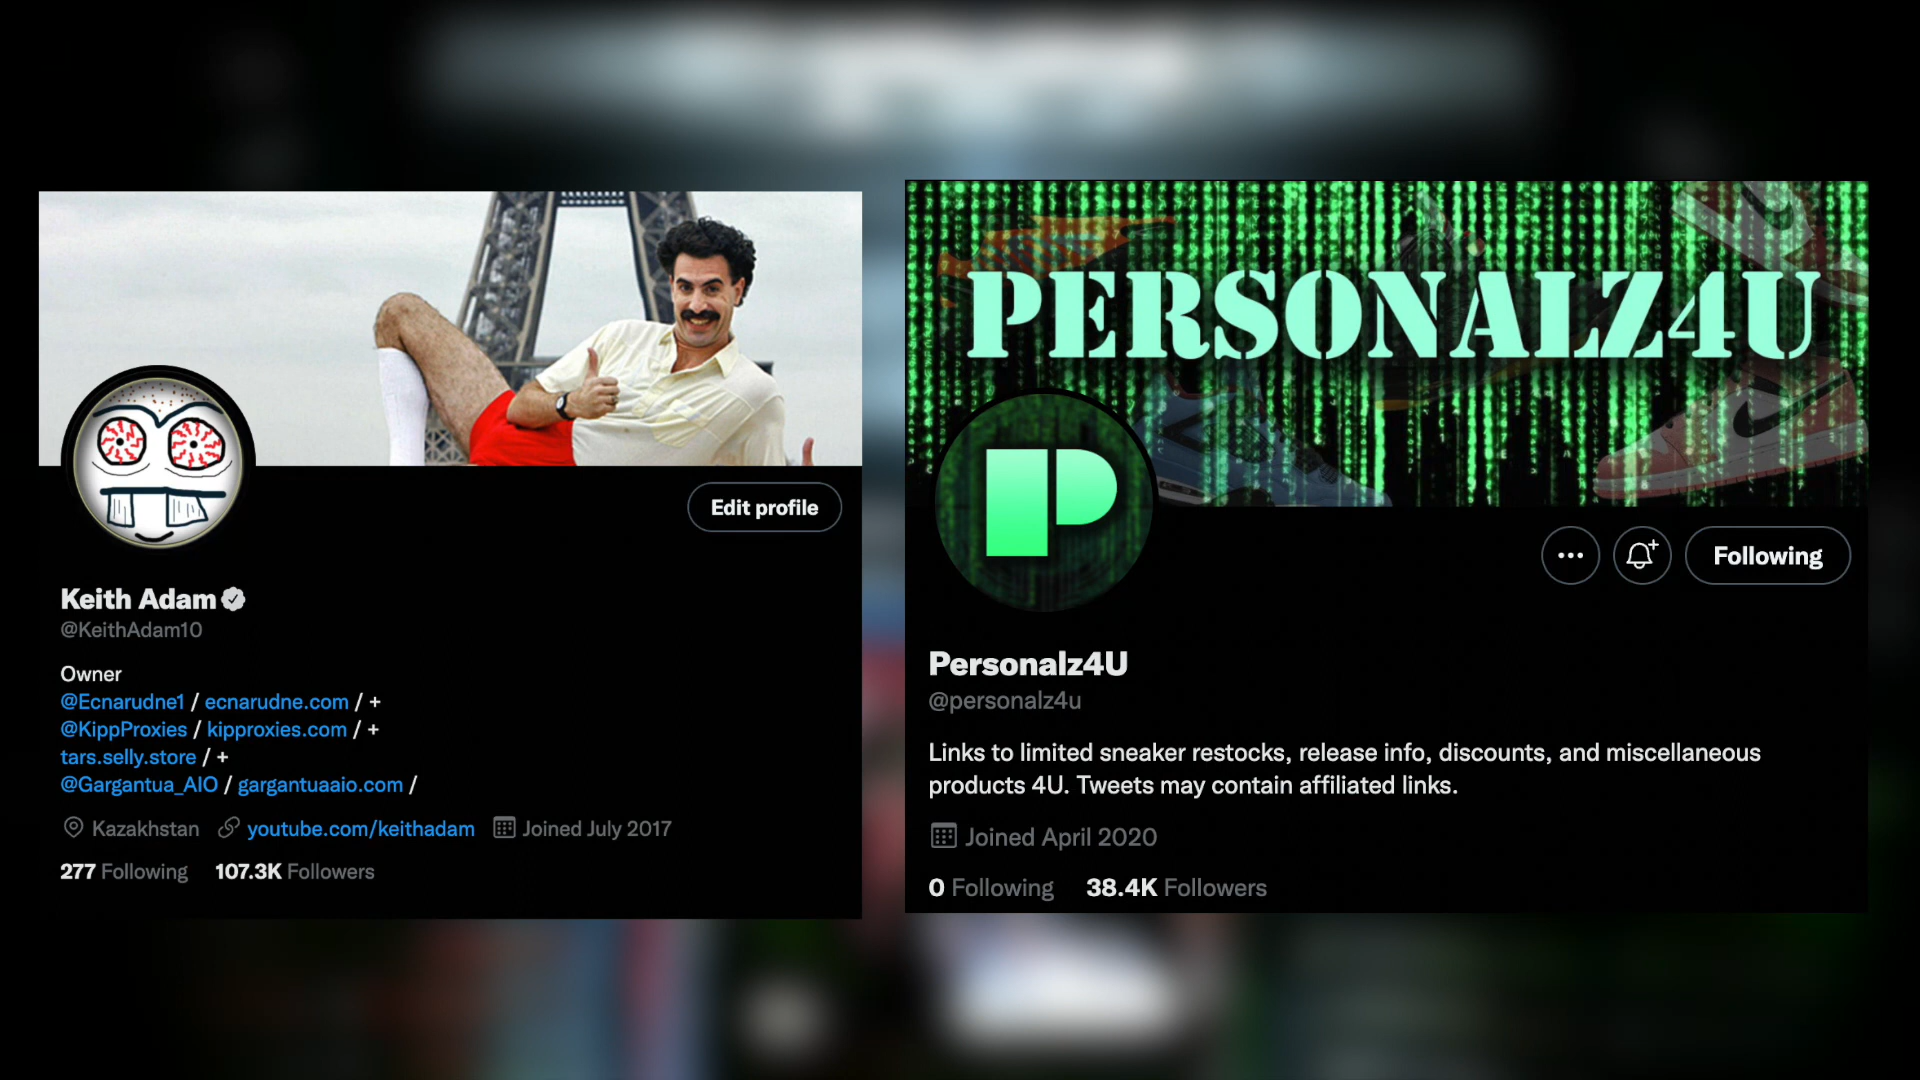 Edit profile
Keith Adam
@KeithAdam10
Owner
@Ecnarudne1 / ecnarudne.com / +
@KippProxies / kipproxies.com / +
tars.selly.store / +
@Gargantua_AIO / gargantuaaio.com /
Kazakhstan youtube.com/keithadam Joined July 2017
277 Following 107.3K Followers
PERSONALZ4U
P
Following
Personalz4U
@personalz4u
Links to limited sneaker restocks, release info, discounts, and miscellaneous
products 4U. Tweets may contain affiliated links.
Joined April 2020
0 Following 38.4K Followers